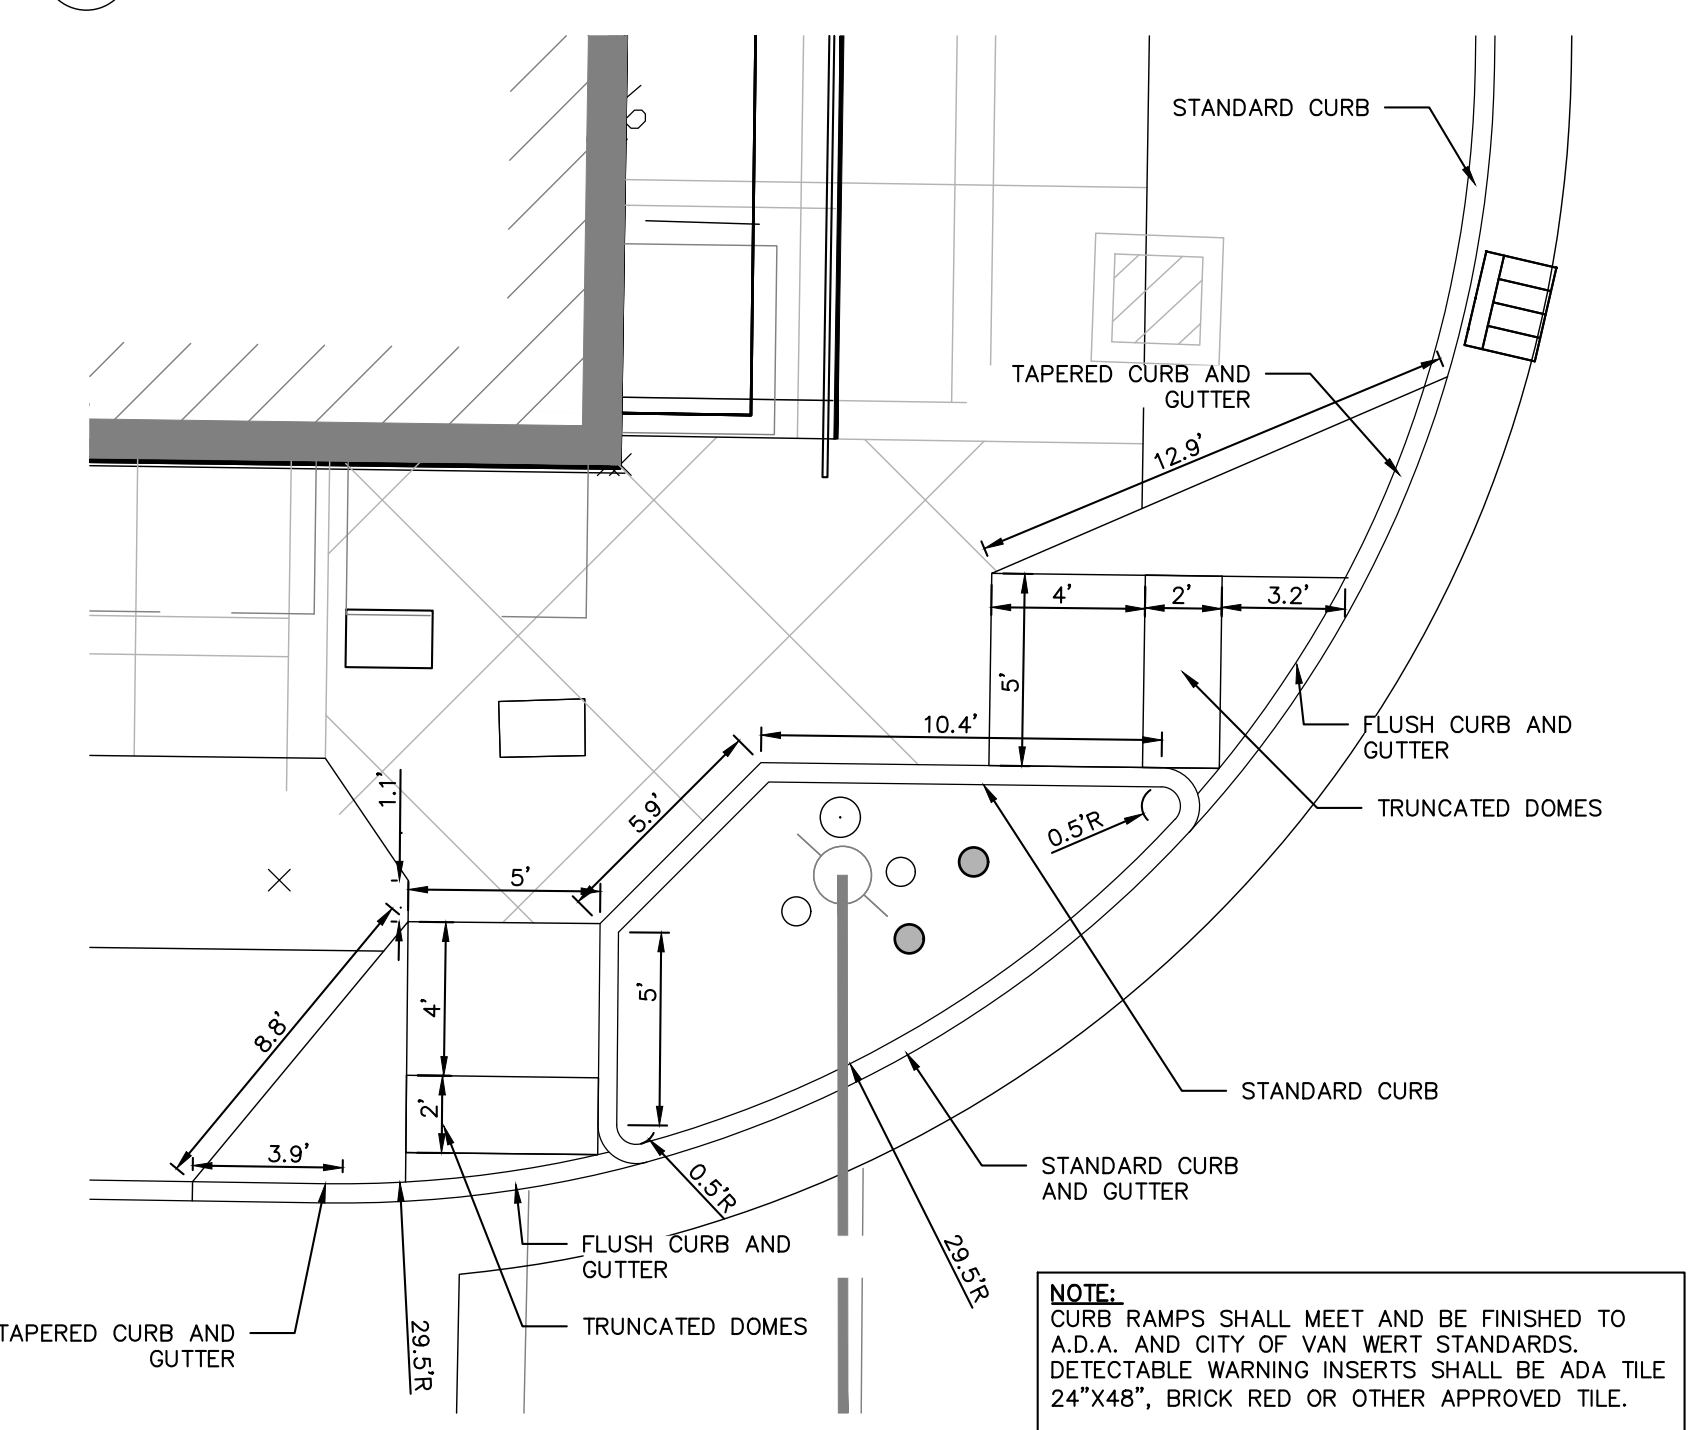 STANDARD CURB
TAPERED CURB AND
GUTTER
12.9'
4'
2'
3.2'
5'
10.4'
FLUSH CURB AND
GUTTER
TRUNCATED DOMES
1.1'
5.9'
0.5'R
5'
4'
5'
8.8'
2'
3.9'
STANDARD CURB
STANDARD CURB
AND GUTTER
0.5'R
FLUSH CURB AND
GUTTER
29.5'R
TRUNCATED DOMES
TAPERED CURB AND
GUTTER
29.5'R
NOTE:
CURB RAMPS SHALL MEET AND BE FINISHED TO
A.D.A. AND CITY OF VAN WERT STANDARDS.
DETECTABLE WARNING INSERTS SHALL BE ADA TILE
24"X48", BRICK RED OR OTHER APPROVED TILE.